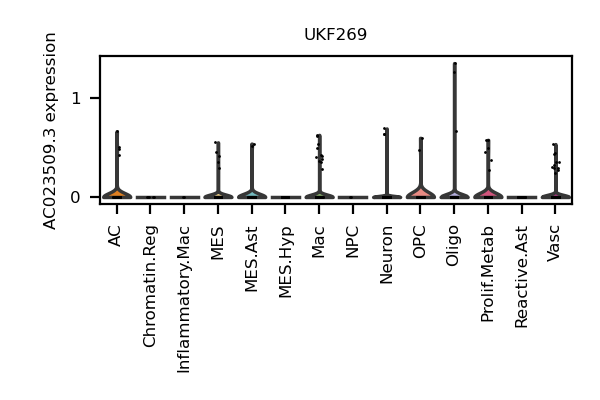 UKF269
AC023509.3 expression
1
0
AC
Chromatin.Reg
Inflammatory.Mac
MES
MES.Ast
MES.Hyp
Mac
NPC
Neuron
OPC
Oligo
Prolif.Metab
Reactive.Ast
Vasc